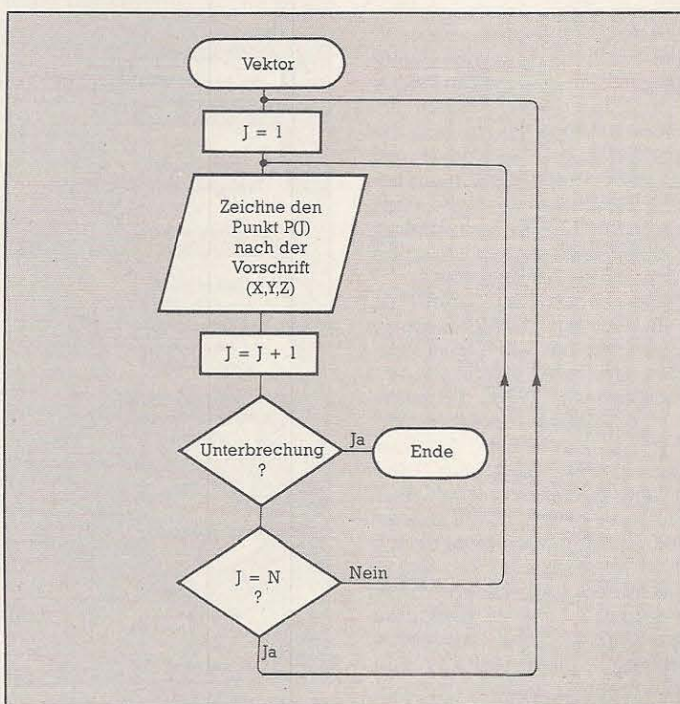 Vektor
J = 1
Zeichne den
Punkt P(J)
nach der
Vorschrift
(X,Y,Z)
J = J + 1
Unterbrechung
?
Ja
Ende
J = N
?
Nein
Ja